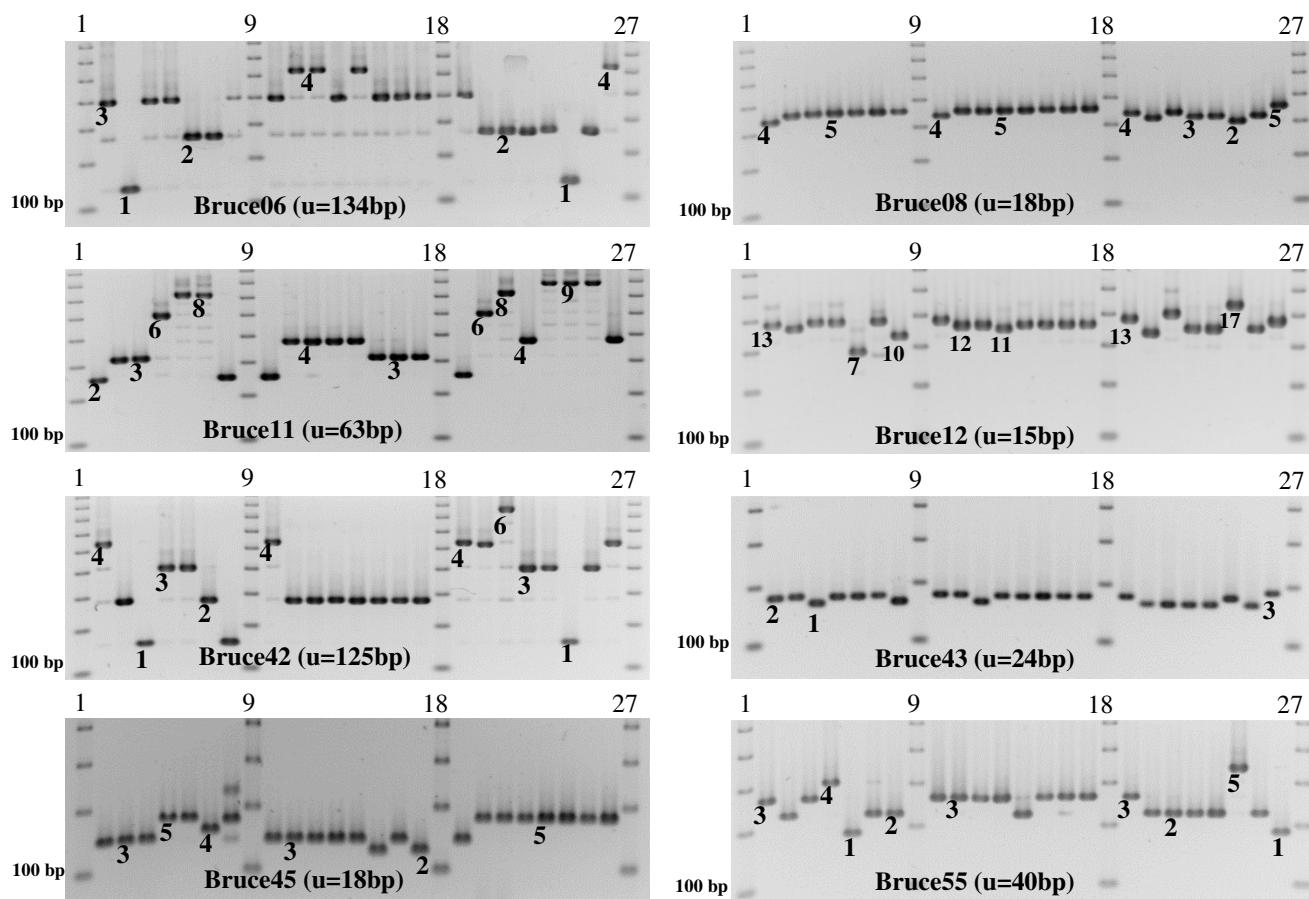 1 9 18 27
3 1 2 4 2 1 4
100 bp
Bruce06 (u=134bp)
1 9 18 27
4 5 4 5 4 3 2 5
100 bp
Bruce08 (u=18bp)
1 9 18 27
2 3 6 8 4 3 6 8 4 9
100 bp
Bruce11 (u=63bp)
1 9 18 27
13 7 10 12 11 13 17
100 bp
Bruce12 (u=15bp)
1 9 18 27
4 1 3 2 4 4 6 3 1
100 bp
Bruce42 (u=125bp)
1 9 18 27
2 1 3
100 bp
Bruce43 (u=24bp)
1 9 18 27
3 5 4 3 2 5
100 bp
Bruce45 (u=18bp)
1 9 18 27
3 4 1 2 3 3 2 5 1
100 bp
Bruce55 (u=40bp)